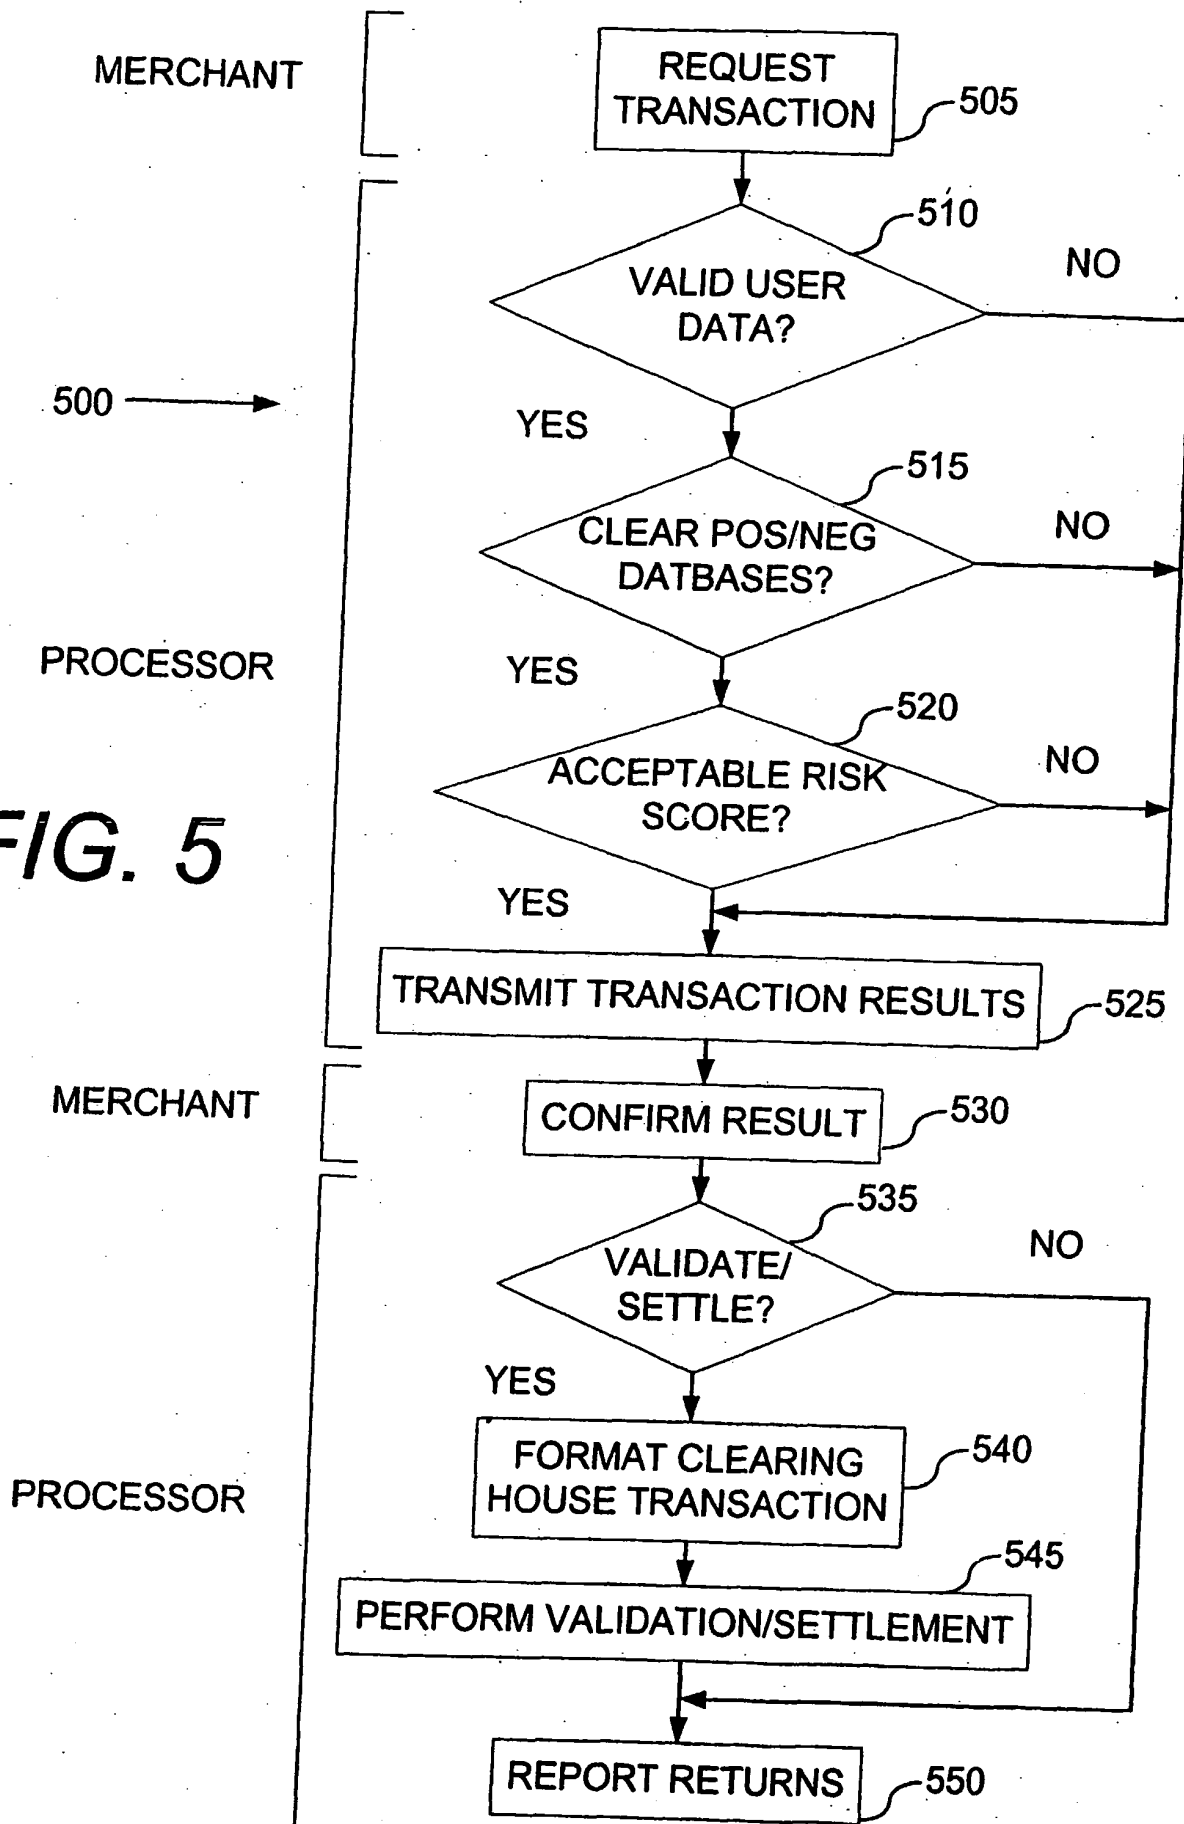 MERCHANT
REQUEST
TRANSACTION
505
510
VALID USER
DATA?
NO
500
YES
515
CLEAR POS/NEG
DATBASES?
NO
PROCESSOR
YES
520
ACCEPTABLE RISK
SCORE?
NO
FIG. 5
YES
TRANSMIT TRANSACTION RESULTS
525
MERCHANT
CONFIRM RESULT
530
535
VALIDATE/
SETTLE?
NO
YES
FORMAT CLEARING
HOUSE TRANSACTION
540
PROCESSOR
545
PERFORM VALIDATION/SETTLEMENT
REPORT RETURNS
550